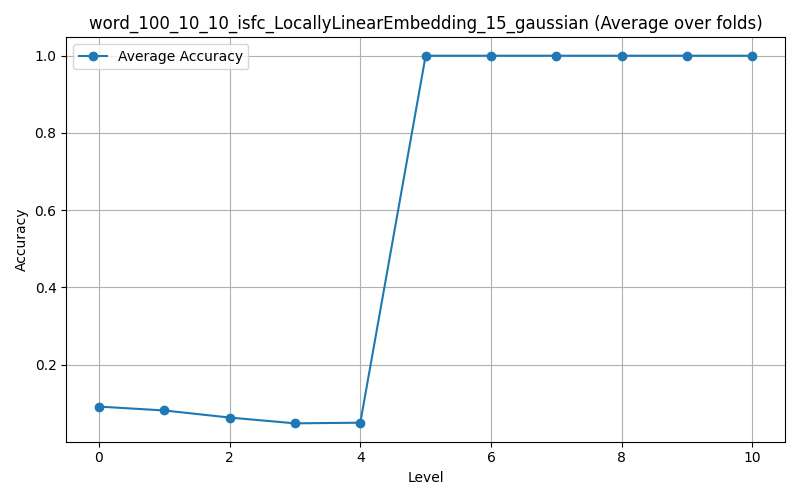 word_100_10_10_isfc_LocallyLinearEmbedding_15_gaussian (Average over folds)
Average Accuracy
1.0
0.8
0.6
0.4
0.2
Accuracy
0 2 4 6 8 10
Level